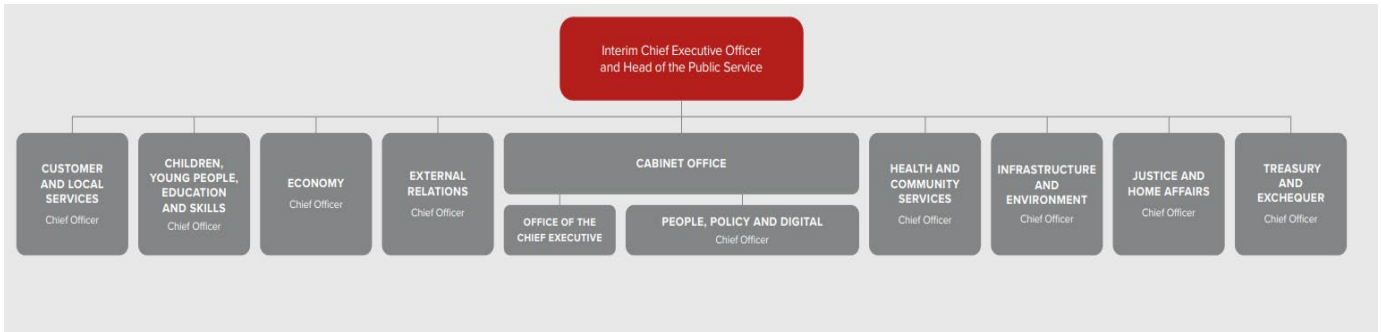 Interim Chief Executive Officer
and Head of the Public Service
CUSTOMER
AND LOCAL
SERVICES
Chief Officer
CHILDREN,
YOUNG PEOPLE,
EDUCATION
AND SKILLS
Chief Officer
ECONOMY
Chief Officer
EXTERNAL
RELATIONS
Chief Officer
CABINET OFFICE
OFFICE OF THE
CHIEF EXECUTIVE
PEOPLE, POLICY AND DIGITAL
Chief Officer
HEALTH AND
COMMUNITY
SERVICES
Chief Officer
INFRASTRUCTURE
AND
ENVIRONMENT
Chief Officer
JUSTICE AND
HOME AFFAIRS
Chief Officer
TREASURY
AND
EXCHEQUER
Chief Officer